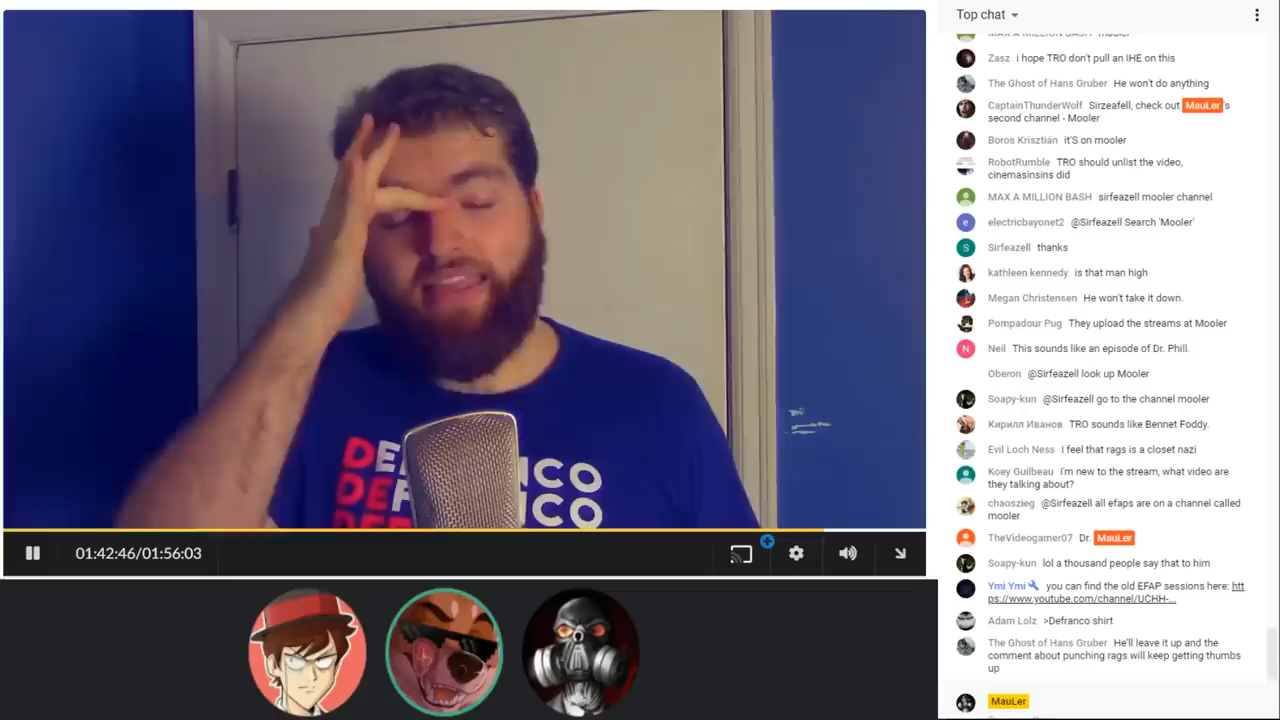 Top chat
MAX A MILLION BASH mooler
Zasz i hope TRO don't pull an IHE on this
The Ghost of Hans Gruber He won't do anything
CaptainThunderWolf Sirzeafell, check out MauLer's
second channel - Mooler
Boros Krisztián it'S on mooler
RobotRumble TRO should unlist the video,
cinemasinsins did
MAX A MILLION BASH sirfeazell mooler channel
electricbayonet2 @Sirfeazell Search 'Mooler'
Sirfeazell thanks
kathleen kennedy is that man high
Megan Christensen He won't take it down.
Pompadour Pug They upload the streams at Mooler
Neil This sounds like an episode of Dr. Phill.
Oberon @Sirfeazell look up Mooler
Soapy-kun @Sirfeazell go to the channel mooler
Кирилл Иванов TRO sounds like Bennet Foddy.
Evil Loch Ness I feel that rags is a closet nazi
Koey Guilbeau I'm new to the stream, what video are
they talking about?
chaoszieg @Sirfeazell all efaps are on a channel called
mooler
TheVideogamer07 Dr. MauLer
Soapy-kun lol a thousand people say that to him
Ymi Ymi you can find the old EFAP sessions here: htt
ps://www.youtube.com/channel/UCHH-...
Adam Lolz >Defranco shirt
The Ghost of Hans Gruber He'll leave it up and the
comment about punching rags will keep getting thumbs
up
MauLer
01:42:46/01:56:03